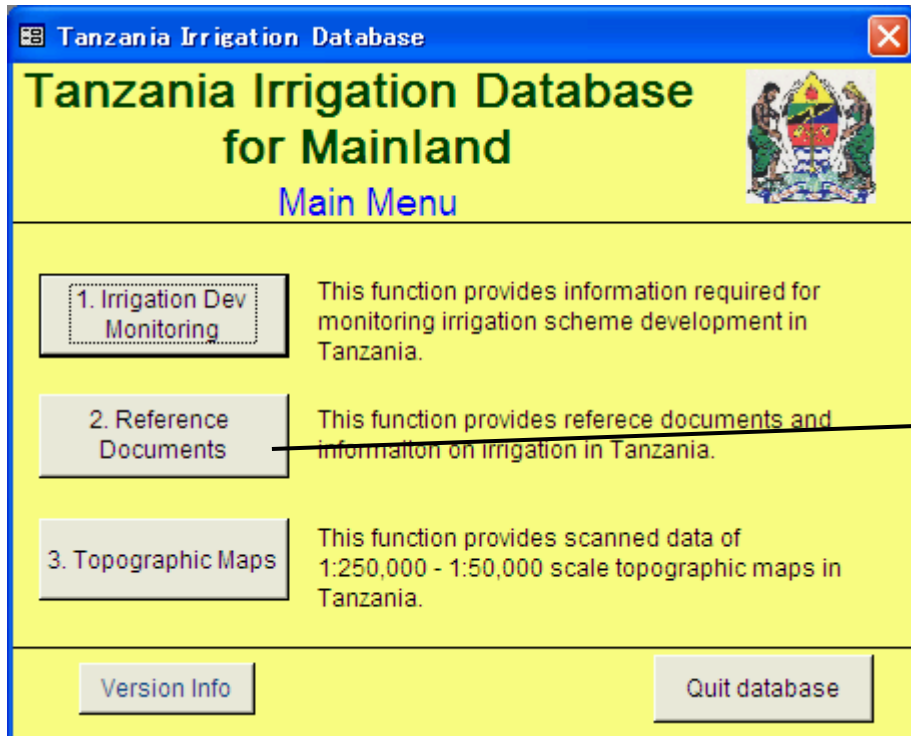 Tanzania Irrigation Database
Tanzania Irrigation Database
for Mainland
Main Menu
1. Irrigation Dev
Monitoring
This function provides information required for
monitoring irrigation scheme development in
Tanzania.
2. Reference
Documents
This function provides referece documents and
informaiton on irrigation in Tanzania.
3. Topographic Maps
This function provides scanned data of
1:250,000 - 1:50,000 scale topographic maps in
Tanzania.
Version Info
Quit database